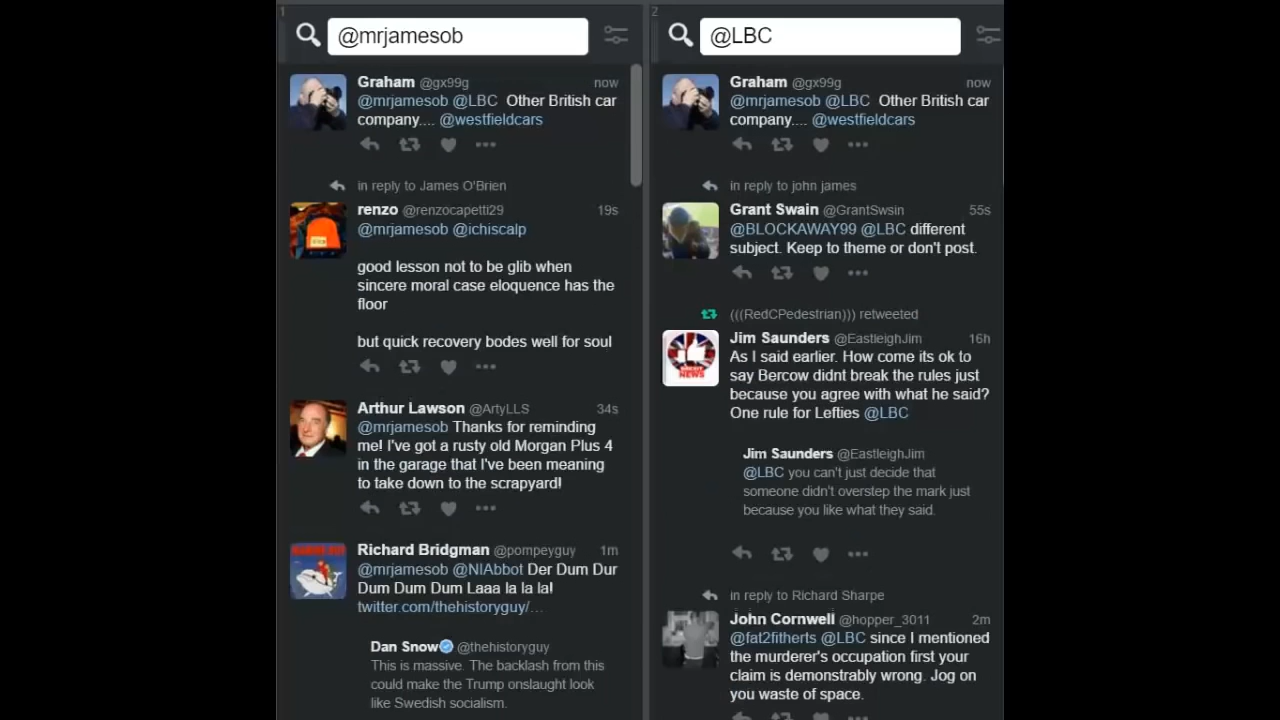 1
@mrjamesob
Graham @gx99g now
@mrjamesob @LBC Other British car
company.... @westfieldcars
in reply to James O'Brien
renzo @renzocapetti29 19s
@mrjamesob @ichiscalp
good lesson not to be glib when
sincere moral case eloquence has the
floor
but quick recovery bodes well for soul
Arthur Lawson @ArtyLLS 34s
@mrjamesob Thanks for reminding
me! I've got a rusty old Morgan Plus 4
in the garage that I've been meaning
to take down to the scrapyard!
Richard Bridgman @pompeyguy 1m
@mrjamesob @NIAbbot Der Dum Dur
Dum Dum Dum Laaa la la la!
twitter.com/thehistoryguy/…
Dan Snow @thehistoryguy
This is massive. The backlash from this
could make the Trump onslaught look
like Swedish socialism.
2
@LBC
Graham @gx99g now
@mrjamesob @LBC Other British car
company.... @westfieldcars
in reply to john james
Grant Swain @GrantSwsin 55s
@BLOCKAWAY99 @LBC different
subject. Keep to theme or don't post.
(((RedCPedestrian))) retweeted
Jim Saunders @EastleighJim 16h
As I said earlier. How come its ok to
say Bercow didnt break the rules just
because you agree with what he said?
One rule for Lefties @LBC
Jim Saunders @EastleighJim
@LBC you can't just decide that
someone didn't overstep the mark just
because you like what they said.
in reply to Richard Sharpe
John Cornwell @hopper_3011 2m
@fat2fitherts @LBC since I mentioned
the murderer's occupation first your
claim is demonstrably wrong. Jog on
you waste of space.